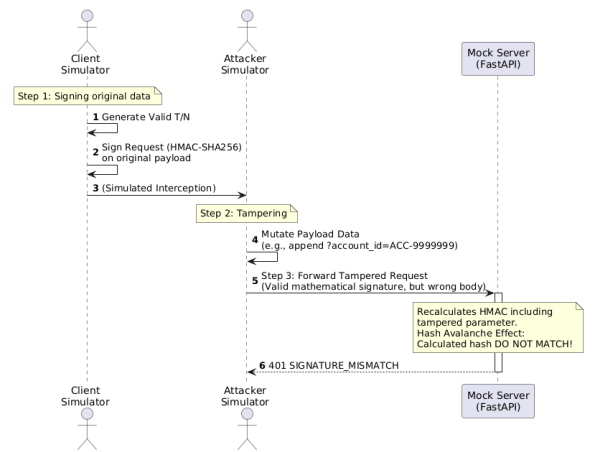 Client
Simulator
Attacker
Simulator
Mock Server
(FastAPI)
Step 1: Signing original data
1 Generate Valid T/N
2 Sign Request (HMAC-SHA256)
on original payload
3 (Simulated Interception)
Step 2: Tampering
4 Mutate Payload Data
(e.g., append ?account_id=ACC-9999999)
5 Step 3: Forward Tampered Request
(Valid mathematical signature, but wrong body)
Recalculates HMAC including
tampered parameter.
Hash Avalanche Effect:
Calculated hash DO NOT MATCH!
6 401 SIGNATURE_MISMATCH
Client
Simulator
Attacker
Simulator
Mock Server
(FastAPI)